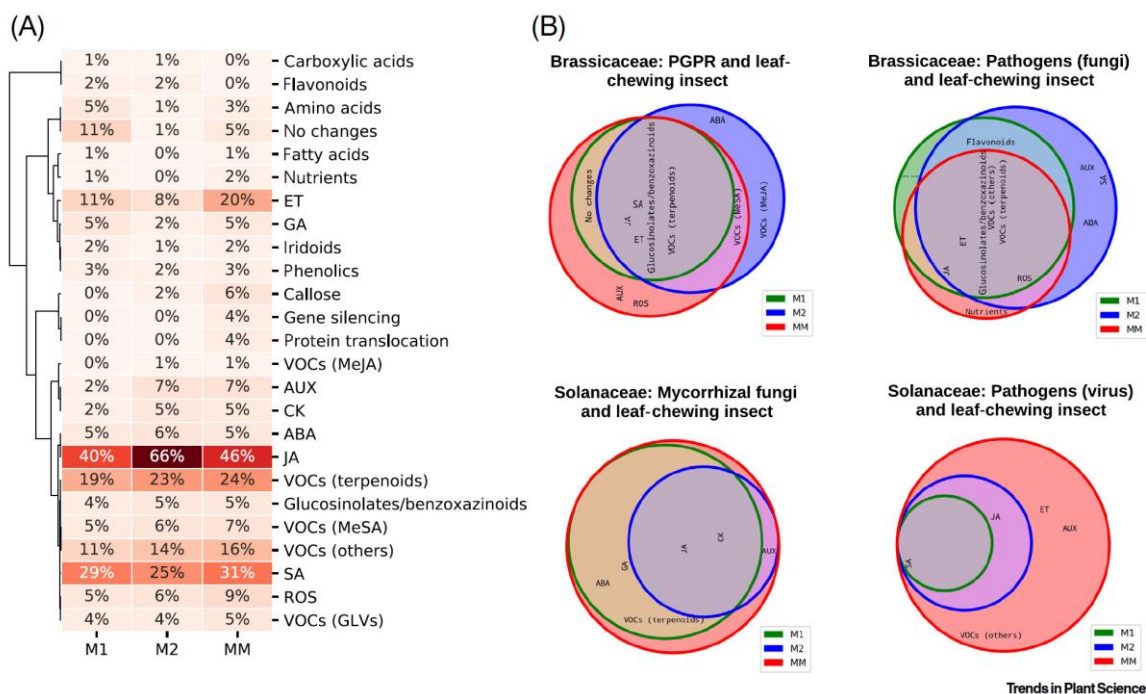 (A)
1% 1% 0% Carboxylic acids
2% 2% 0% Flavonoids
5% 1% 3% Amino acids
11% 1% 5% No changes
1% 0% 1% Fatty acids
1% 0% 2% Nutrients
11% 8% 20% ET
5% 2% 5% GA
2% 1% 2% Iridoids
3% 2% 3% Phenolics
0% 2% 6% Callose
0% 0% 4% Gene silencing
0% 0% 4% Protein translocation
0% 1% 1% VOCs (MeJA)
2% 7% 7% AUX
2% 5% 5% CK
5% 6% 5% ABA
40% 66% 46% JA
19% 23% 24% VOCs (terpenoids)
4% 5% 5% Glucosinolates/benzoxazinoids
5% 6% 7% VOCs (MeSA)
11% 14% 16% VOCs (others)
29% 25% 31% SA
5% 6% 9% ROS
4% 4% 5% VOCs (GLVs)
M1 M2 MM
(B)
Brassicaceae: PGPR and leaf-
chewing insect
ABA
No changes
SA
JA
ET
Glucosinolates/benzoxazinoids
VOCs (terpenoids)
VOCs (MeSA)
VOCs (MeJA)
AUX
ROS
M1
M2
MM
Brassicaceae: Pathogens (fungi)
and leaf-chewing insect
Flavonoids
AUX
SA
ABA
ET
JA
Glucosinolates/benzoxazinoids
VOCs (others)
VOCs (terpenoids)
ROS
Nutrients
M1
M2
MM
Solanaceae: Mycorrhizal fungi
and leaf-chewing insect
JA
CK
AUX
GA
ABA
VOCs (terpenoids)
M1
M2
MM
Solanaceae: Pathogens (virus)
and leaf-chewing insect
ET
JA
AUX
SA
VOCs (others)
M1
M2
MM
Trends in Plant Science